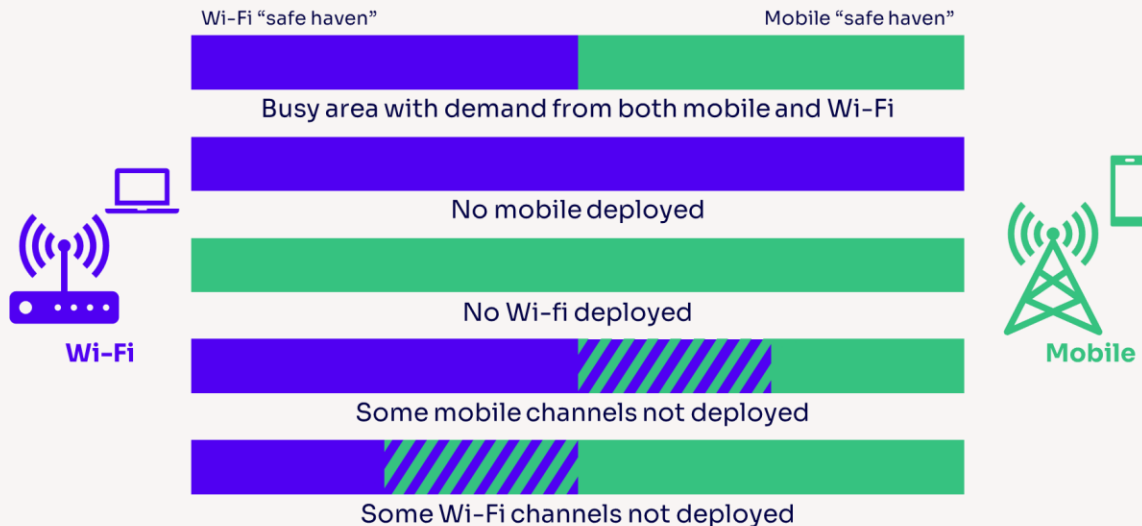 Wi-Fi “safe haven”
Mobile “safe haven”
Busy area with demand from both mobile and Wi-Fi
No mobile deployed
No Wi-fi deployed
Wi-Fi
Mobile
Some mobile channels not deployed
Some Wi-Fi channels not deployed